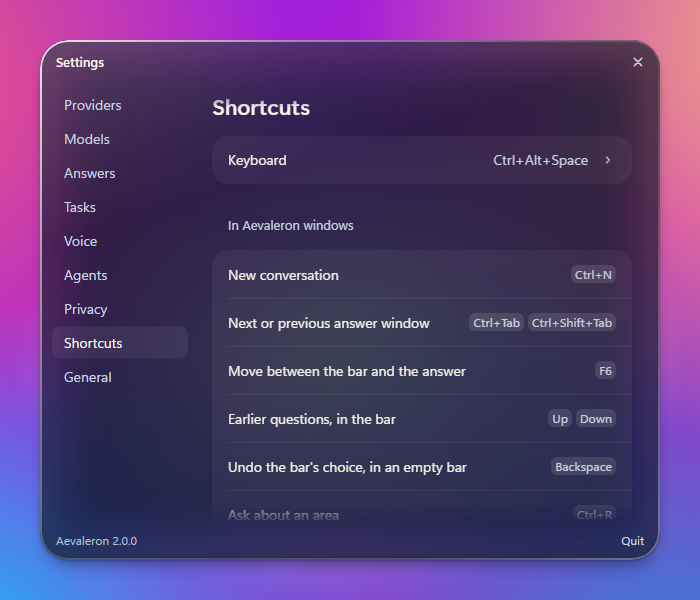 Settings
Providers
Models
Answers
Tasks
Voice
Agents
Privacy
Shortcuts
General
Shortcuts
Keyboard Ctrl+Alt+Space
In Aevaleron windows
New conversation Ctrl+N
Next or previous answer window Ctrl+Tab Ctrl+Shift+Tab
Move between the bar and the answer F6
Earlier questions, in the bar Up Down
Undo the bar's choice, in an empty bar Backspace
Ask about an area Ctrl+R
Aevaleron 2.0.0
Quit